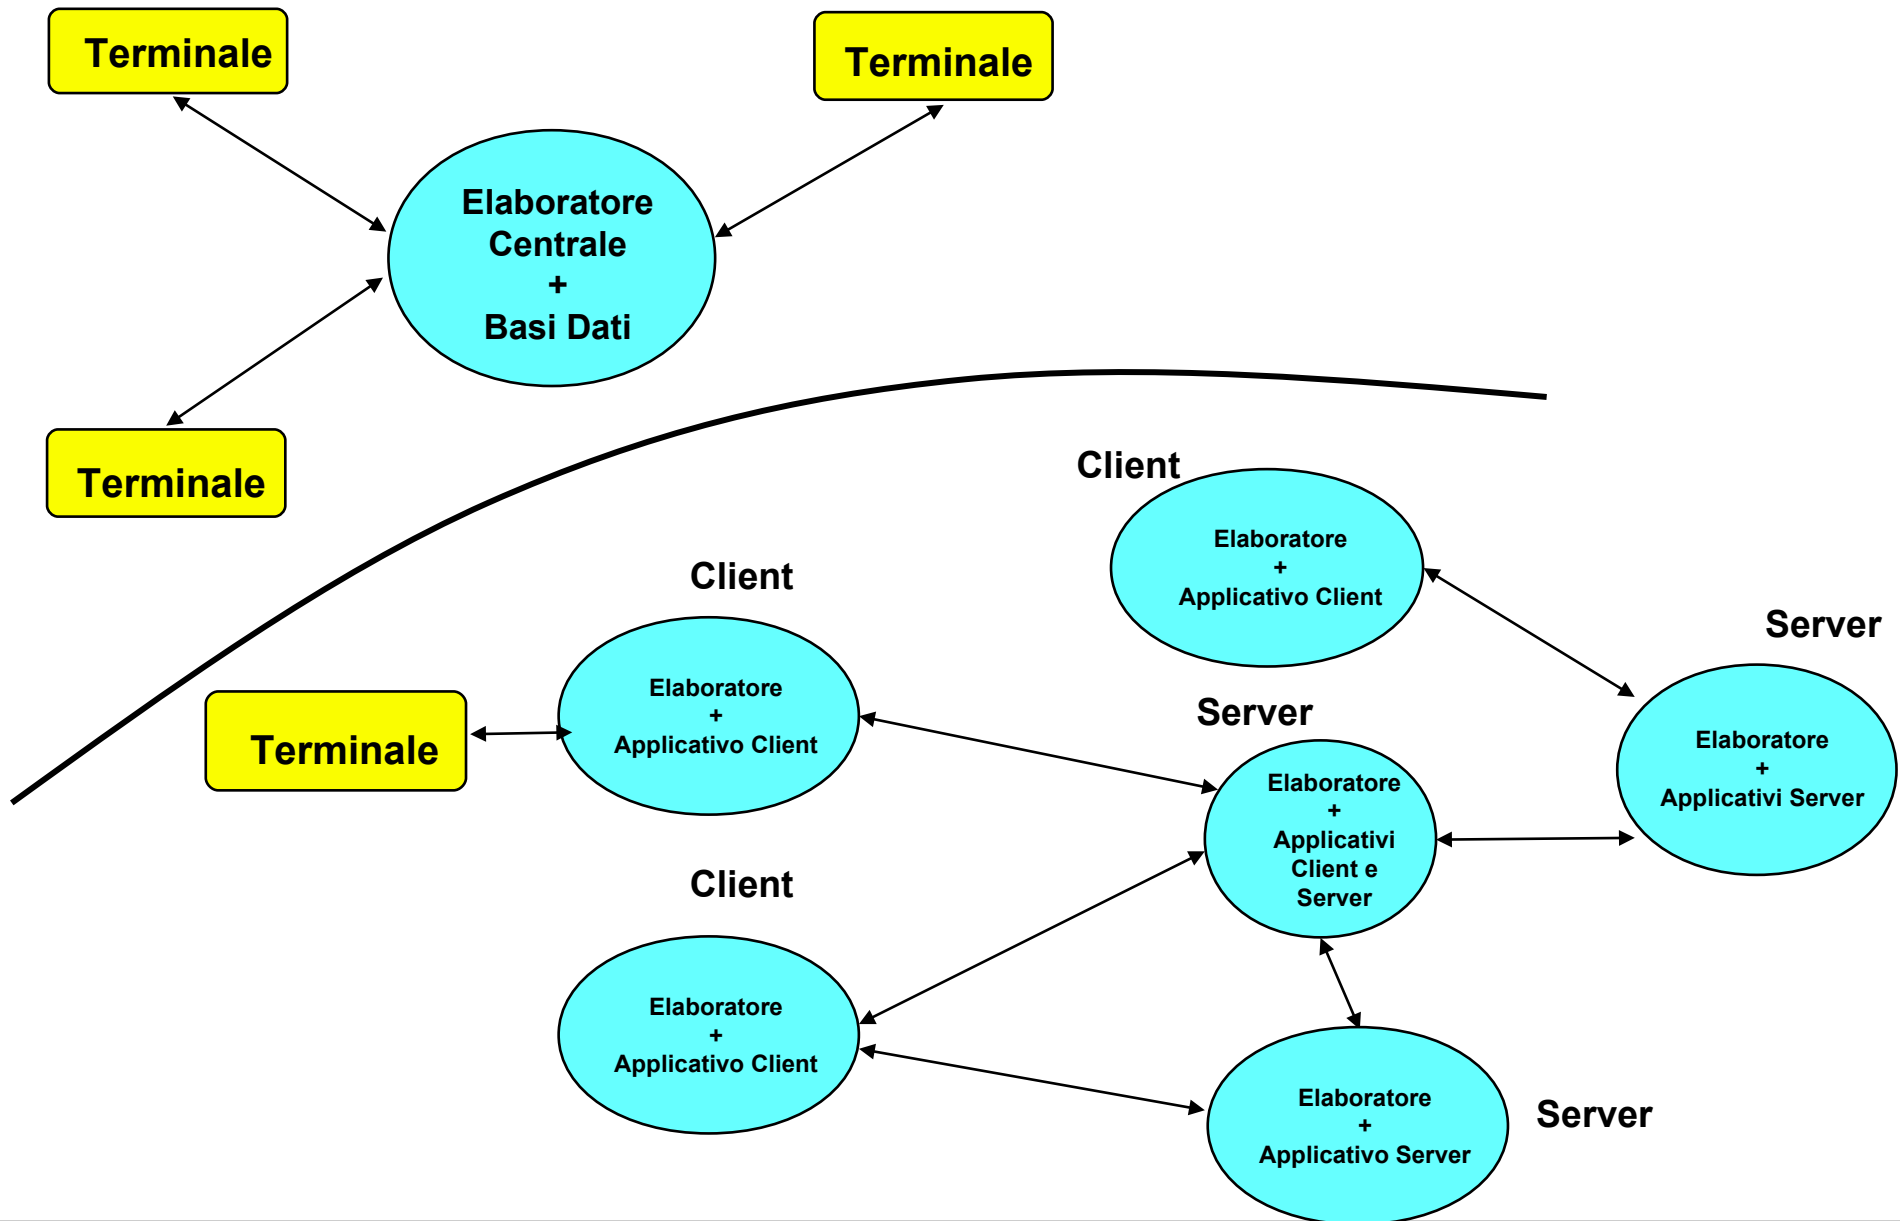 Terminale
Terminale
Elaboratore
Centrale
+
Basi Dati
Terminale
Client
Elaboratore
+
Applicativo Client
Client
Server
Elaboratore
+
Applicativo Client
Terminale
Server
Elaboratore
+
Applicativi Server
Elaboratore
+
Applicativi
Client e
Server
Client
Elaboratore
+
Applicativo Client
Elaboratore
+
Applicativo Server
Server